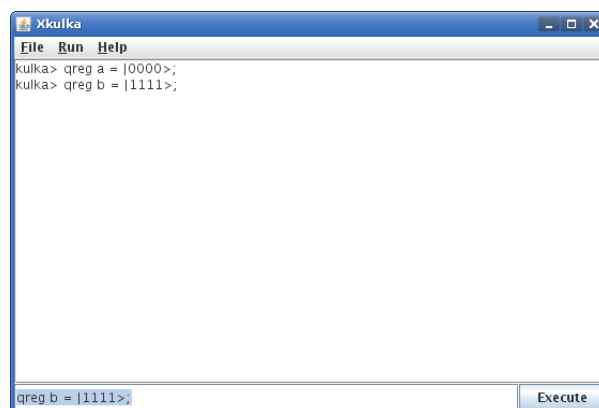 Xkulka
File Run Help
kulka> qreg a = |0000>;
kulka> qreg b = |1111>;
qreg b = |1111>;
Execute